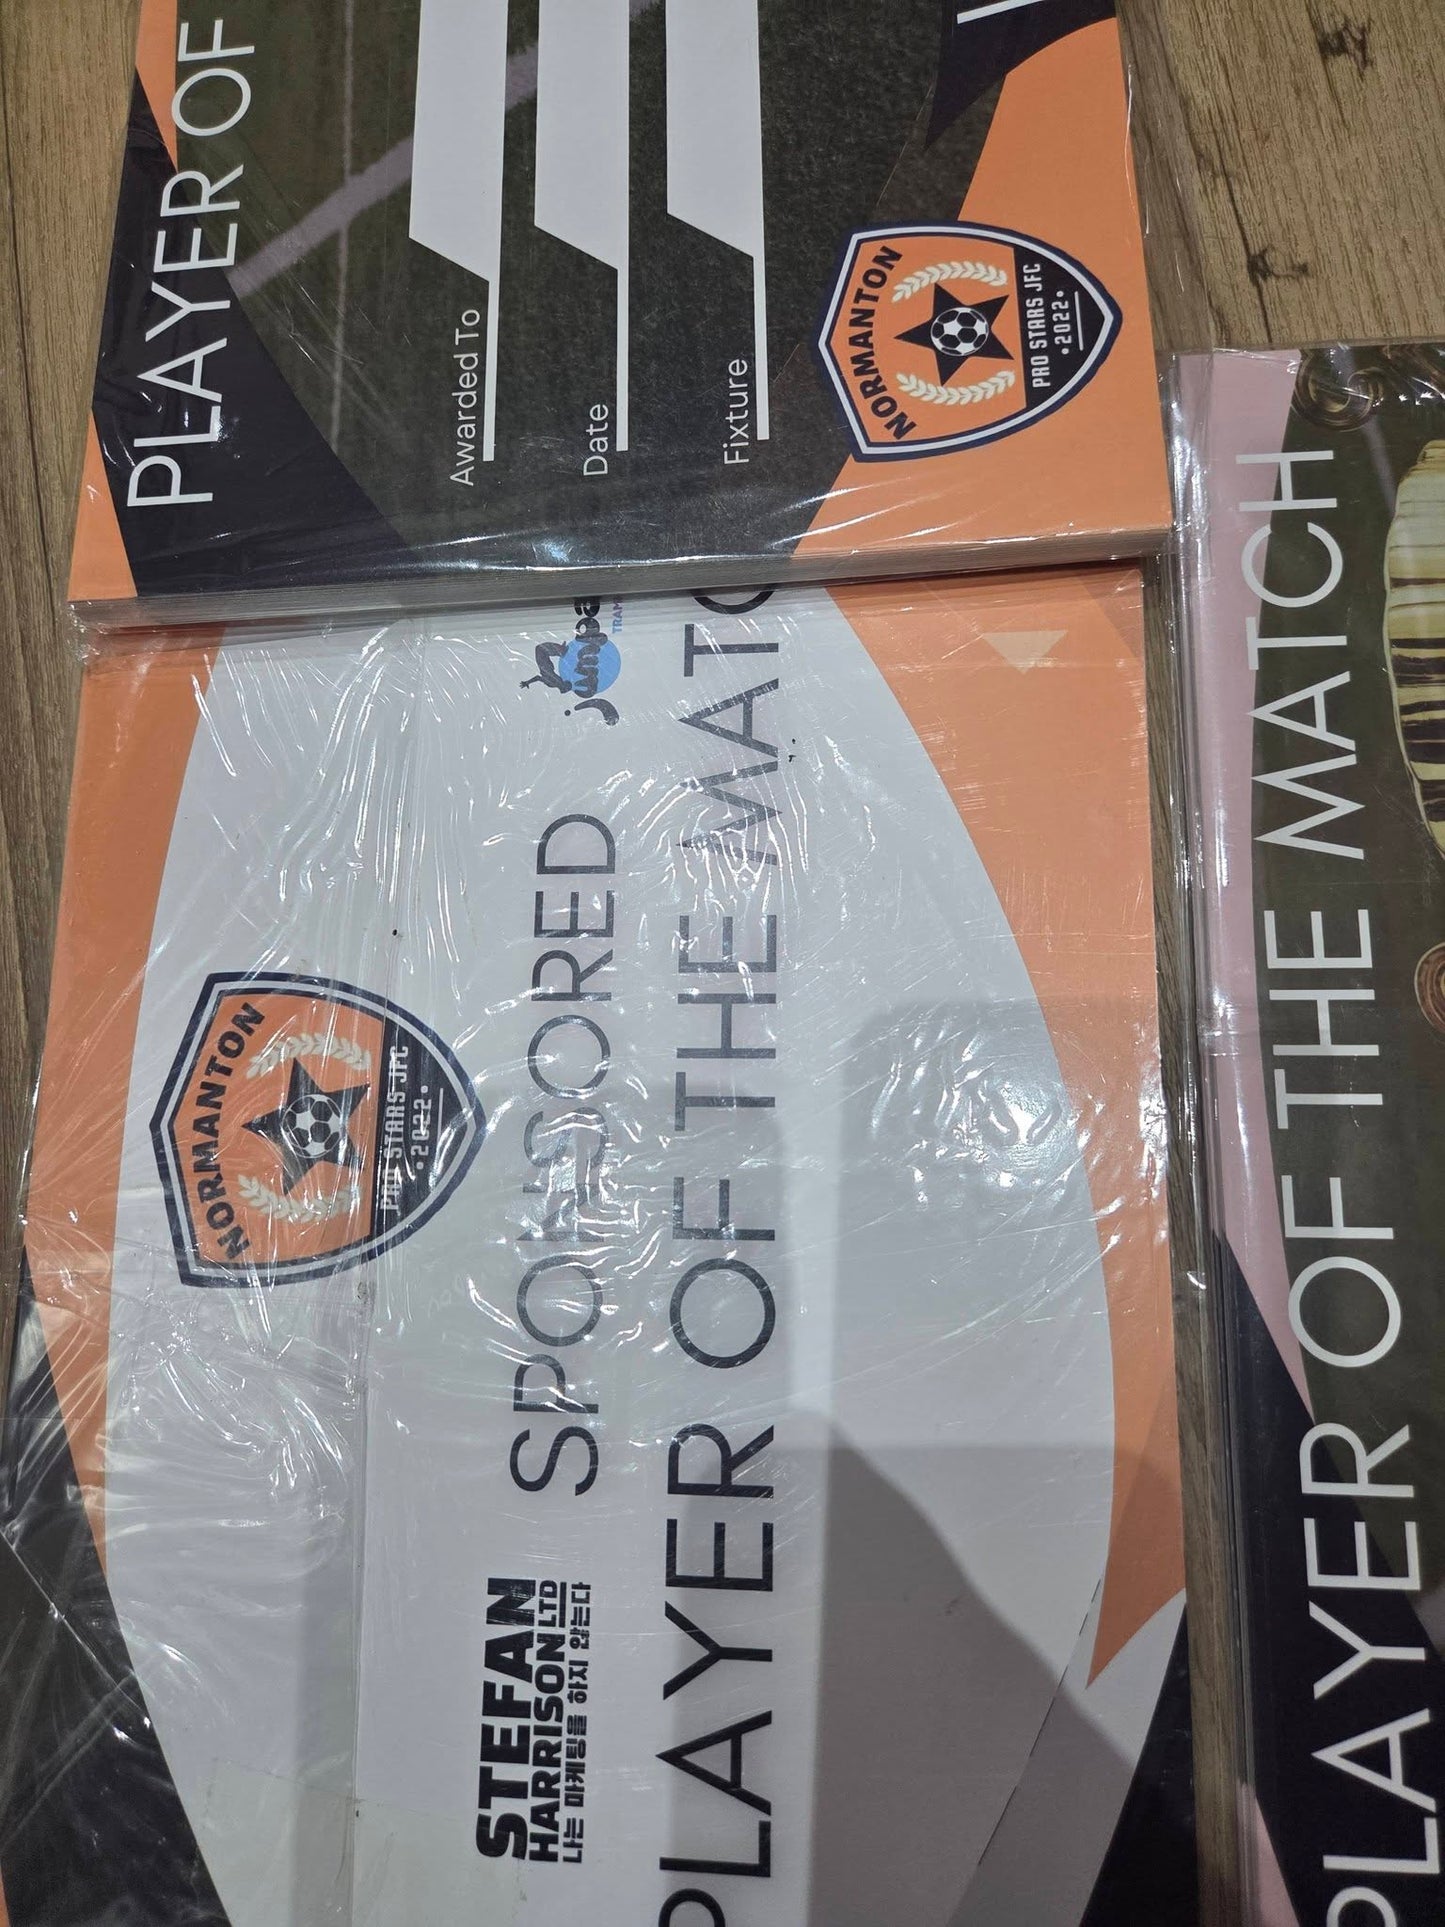 PLAYER OF
Awarded To
Date
Fixture
NORMANTON
PRO STARS JFC
•2022•
NORMANTON
PRO STARS JFC
•2022•
STEFAN
HARRISON LTD
나는 마케팅을 하지 않는다
SPONSORED
PLAYER OF THE MATC
PLAYER OF THE MATCH